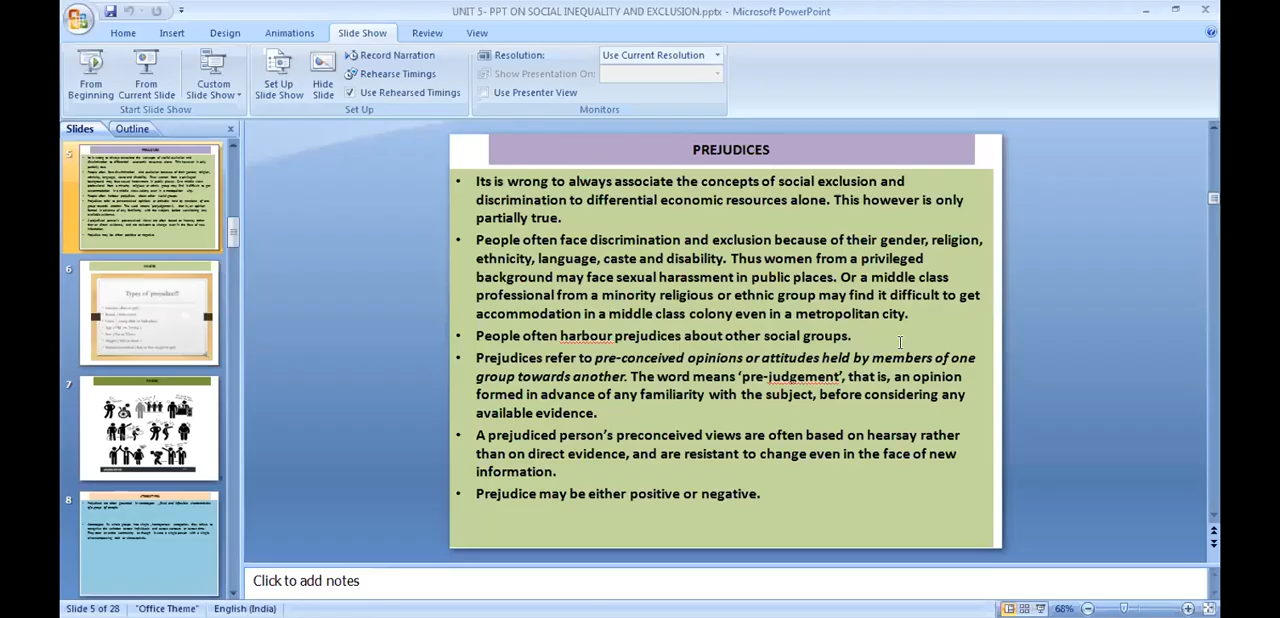 UNIT 5- PPT ON SOCIAL INEQUALITY AND EXCLUSION.pptx - Microsoft PowerPoint
Home Insert Design Animations Slide Show Review View
From Beginning
From Current Slide
Custom Slide Show
Start Slide Show
Set Up Slide Show
Hide Slide
Record Narration
Rehearse Timings
Use Rehearsed Timings
Set Up
Resolution: Use Current Resolution
Show Presentation On:
Use Presenter View
Monitors
Slides Outline
5
6
Types of prejudice!!!
7
8
PREJUDICES
• Its is wrong to always associate the concepts of social exclusion and
discrimination to differential economic resources alone. This however is only
partially true.
• People often face discrimination and exclusion because of their gender, religion,
ethnicity, language, caste and disability. Thus women from a privileged
background may face sexual harassment in public places. Or a middle class
professional from a minority religious or ethnic group may find it difficult to get
accommodation in a middle class colony even in a metropolitan city.
• People often harbour prejudices about other social groups.
• Prejudices refer to pre-conceived opinions or attitudes held by members of one
group towards another. The word means ‘pre-judgement’, that is, an opinion
formed in advance of any familiarity with the subject, before considering any
available evidence.
• A prejudiced person’s preconceived views are often based on hearsay rather
than on direct evidence, and are resistant to change even in the face of new
information.
• Prejudice may be either positive or negative.
Click to add notes
Slide 5 of 28 "Office Theme" English (India) 68%